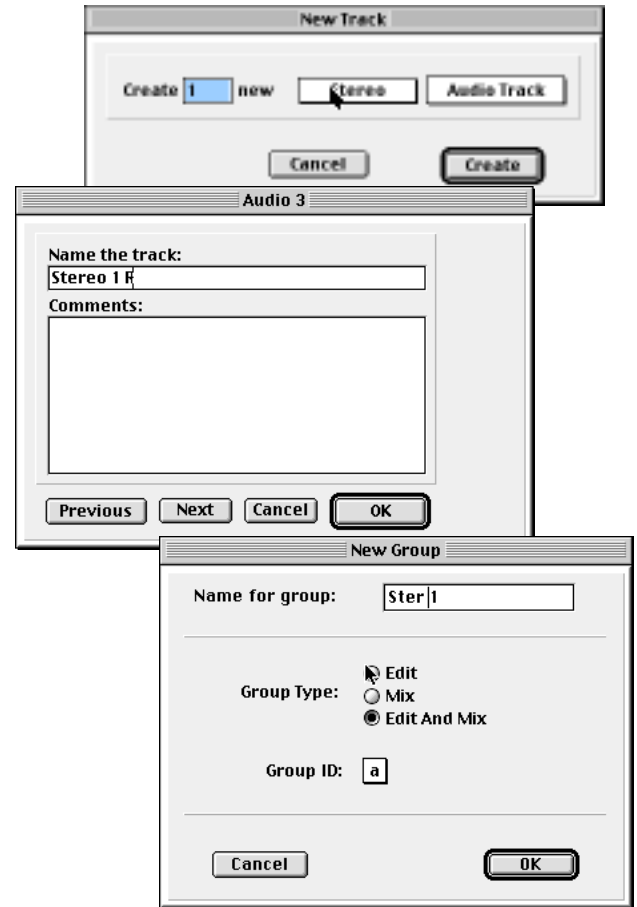 New Track
Create 1 new Stereo Audio Track
Cancel Create
Audio 3
Name the track:
Stereo 1 R
Comments:
Previous Next Cancel OK
New Group
Name for group: Ster 1
Edit
Group Type: Mix
Edit And Mix
Group ID: a
Cancel OK